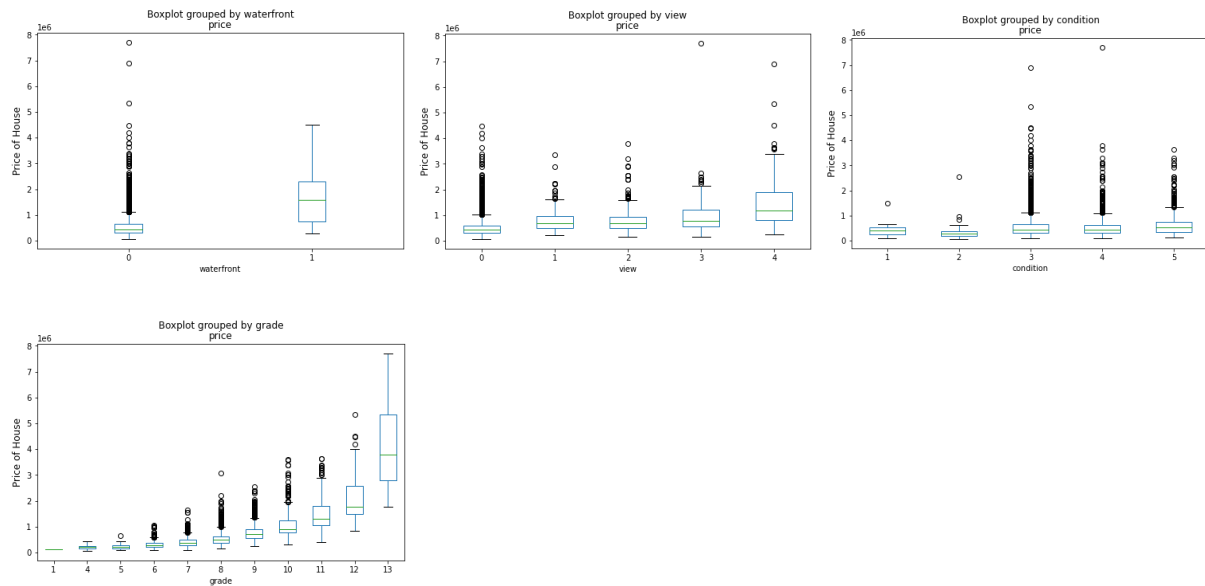 Boxplot grouped by waterfront
price
1e6
8
7
6
5
4
3
2
1
0
Price of House
0 1
waterfront
Boxplot grouped by view
price
1e6
8
7
6
5
4
3
2
1
0
Price of House
0 1 2 3 4
view
Boxplot grouped by condition
price
1e6
8
7
6
5
4
3
2
1
0
Price of House
1 2 3 4 5
condition
Boxplot grouped by grade
price
1e6
8
7
6
5
4
3
2
1
0
Price of House
1 4 5 6 7 8 9 10 11 12 13
grade